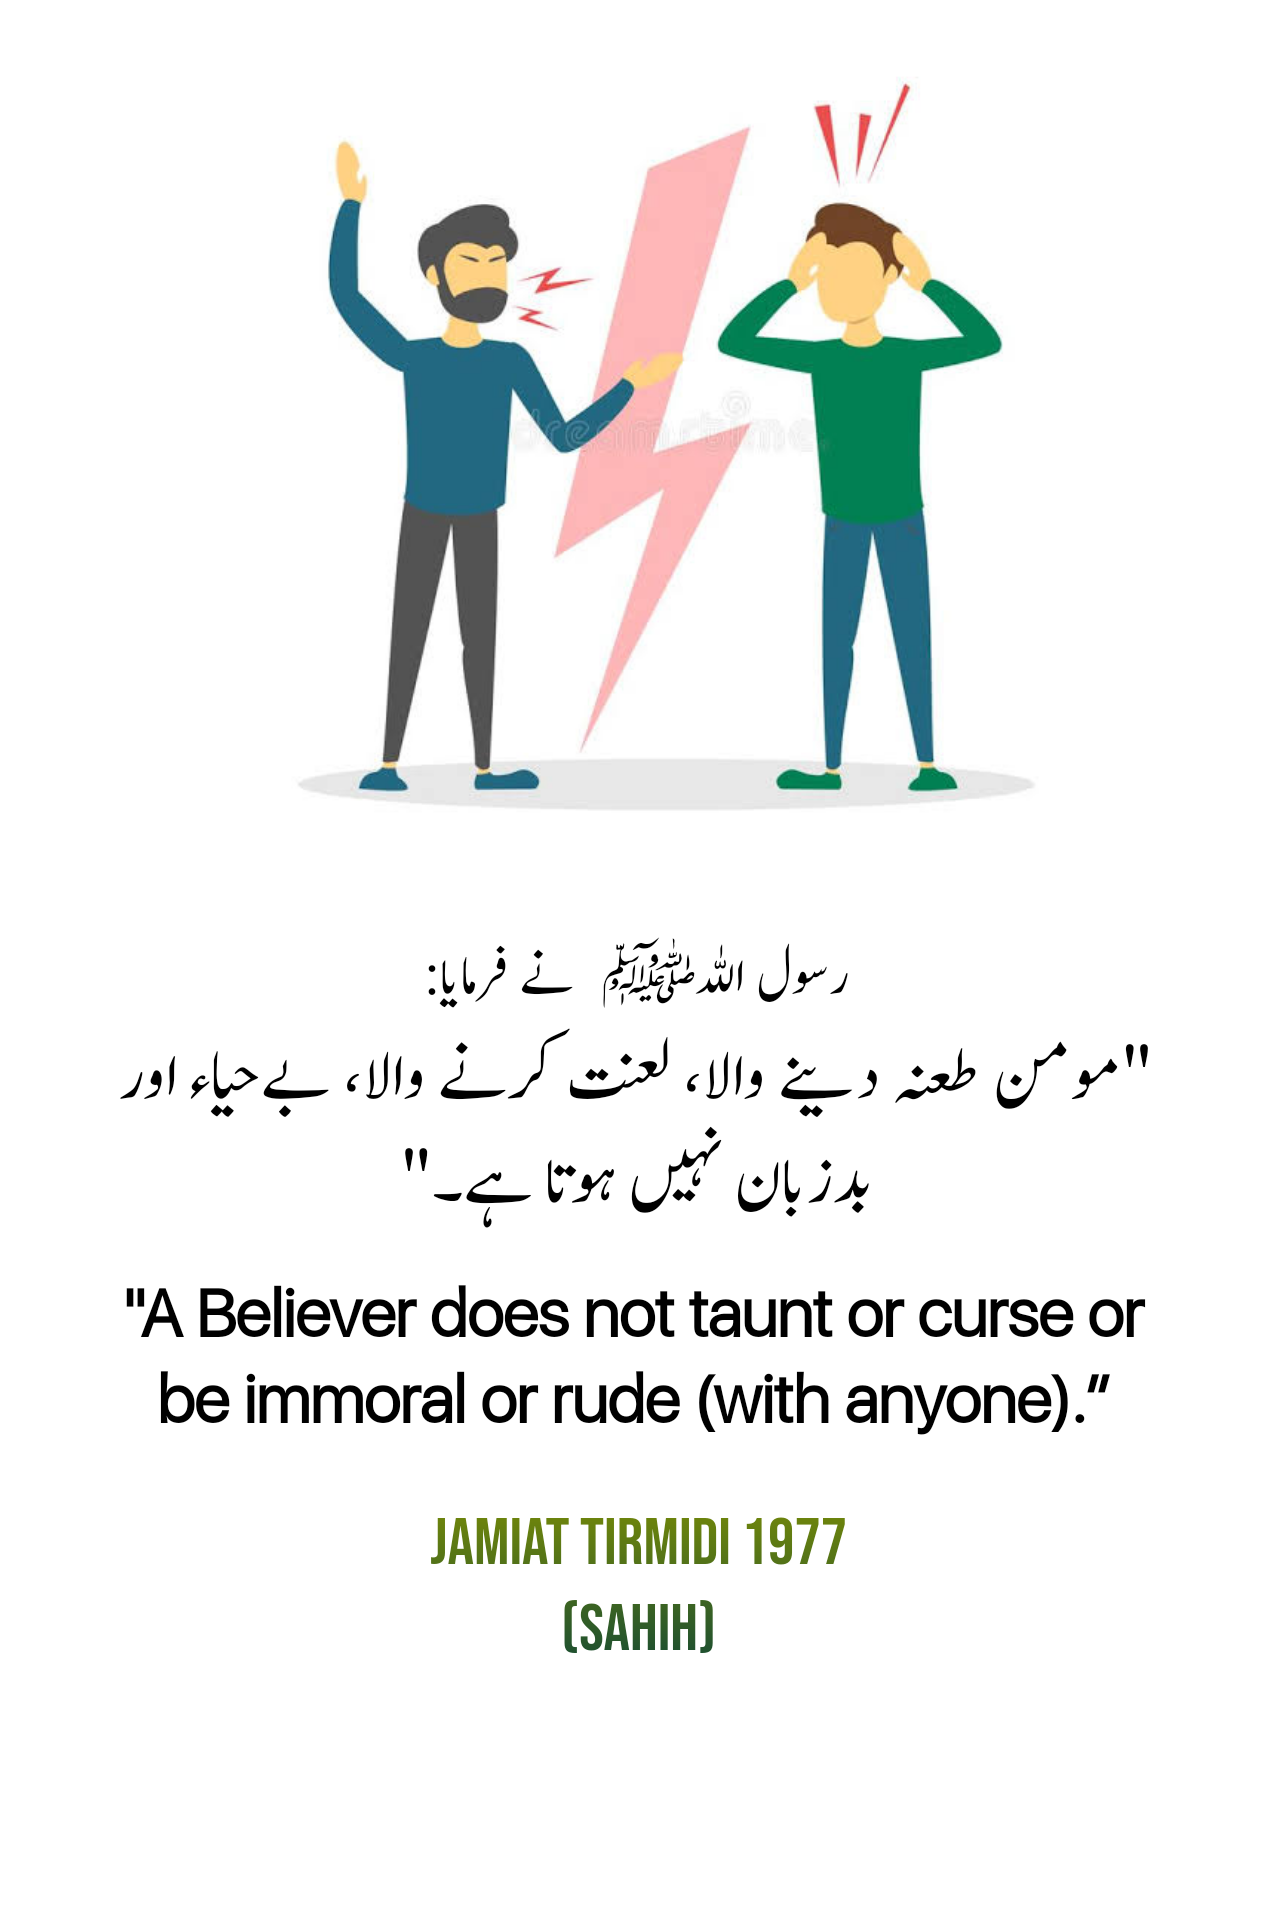 dreamstime.
رسول اللہ ﷺ نے فرمایا:
"مومن طعنہ دینے والا، لعنت کرنے والا، بےحیاء اور
بدزبان نہیں ہوتا ہے۔"
"A Believer does not taunt or curse or
be immoral or rude (with anyone).”
JAMIAT TIRMIDI 1977
(SAHIH)